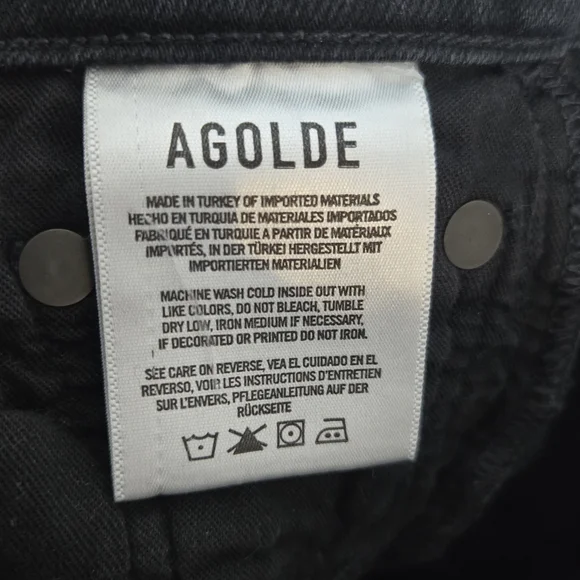 AGOLDE
MADE IN TURKEY OF IMPORTED MATERIALS
HECHO EN TURQUIA DE MATERIALES IMPORTADOS
FABRIQUÉ EN TURQUIE A PARTIR DE MATÉRIAUX
IMPORTÉS, IN DER TÜRKEI HERGESTELLT MIT
IMPORTIERTEN MATERIALIEN
MACHINE WASH COLD INSIDE OUT WITH
LIKE COLORS, DO NOT BLEACH, TUMBLE
DRY LOW, IRON MEDIUM IF NECESSARY,
IF DECORATED OR PRINTED DO NOT IRON.
SEE CARE ON REVERSE, VEA EL CUIDADO EN EL
REVERSO, VOIR LES INSTRUCTIONS D'ENTRETIEN
SUR L'ENVERS, PFLEGEANLEITUNG AUF DER
RÜCKSEITE